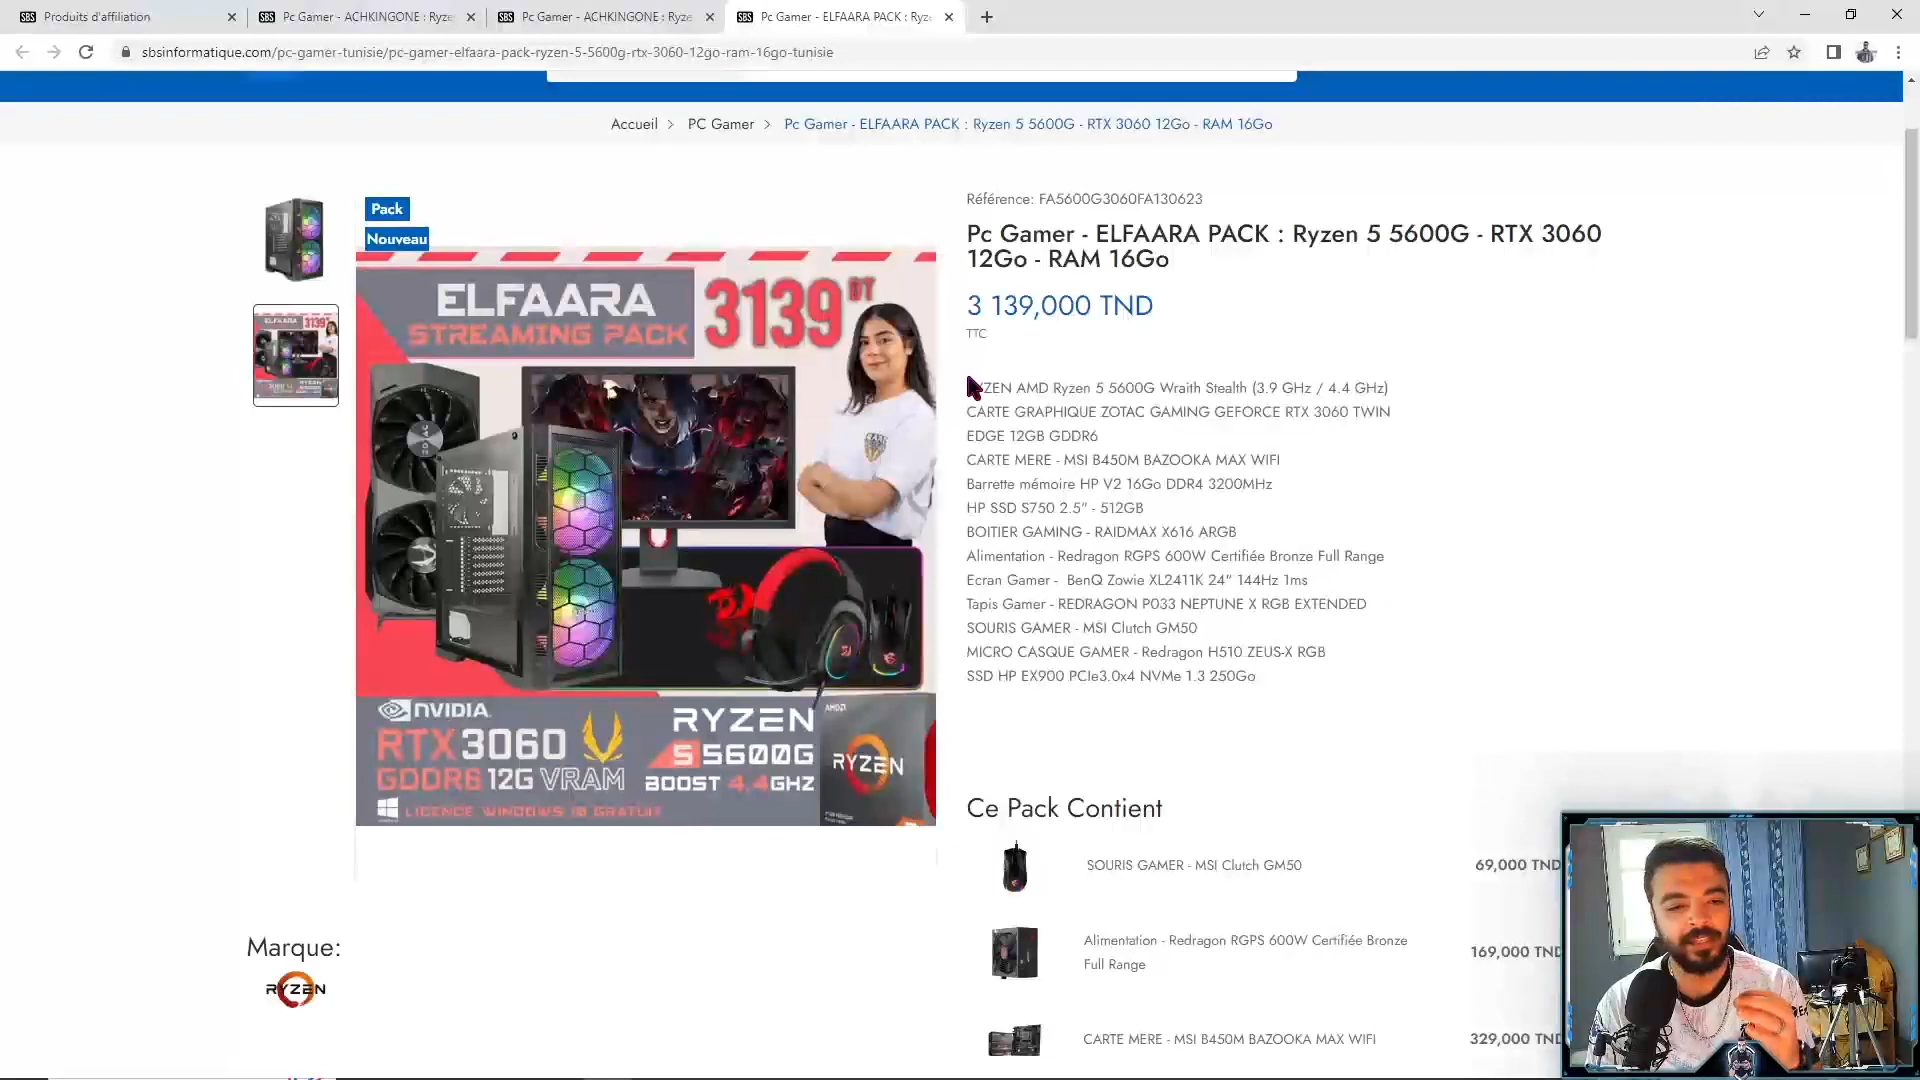 Produits d'affiliation
Pc Gamer - ACHKINGONE : Ryze
Pc Gamer - ACHKINGONE : Ryze
Pc Gamer - ELFAARA PACK : Ryz
sbsinformatique.com/pc-gamer-tunisie/pc-gamer-elfaara-pack-ryzen-5-5600g-rtx-3060-12go-ram-16go-tunisie
Accueil > PC Gamer > Pc Gamer - ELFAARA PACK : Ryzen 5 5600G - RTX 3060 12Go - RAM 16Go
Pack
Nouveau
ELFAARA
STREAMING PACK
3139 DT
NVIDIA
RTX 3060
GDDR6 12G VRAM
RYZEN
5 5600G
BOOST 4.4GHZ
AMD
RYZEN
LICENCE WINDOWS 10 GRATUIT
Marque:
RYZEN
Référence: FA5600G3060FA130623
Pc Gamer - ELFAARA PACK : Ryzen 5 5600G - RTX 3060
12Go - RAM 16Go
3 139,000 TND
TTC
YZEN AMD Ryzen 5 5600G Wraith Stealth (3.9 GHz / 4.4 GHz)
CARTE GRAPHIQUE ZOTAC GAMING GEFORCE RTX 3060 TWIN
EDGE 12GB GDDR6
CARTE MERE - MSI B450M BAZOOKA MAX WIFI
Barrette mémoire HP V2 16Go DDR4 3200MHz
HP SSD S750 2.5" - 512GB
BOITIER GAMING - RAIDMAX X616 ARGB
Alimentation - Redragon RGPS 600W Certifiée Bronze Full Range
Ecran Gamer - BenQ Zowie XL2411K 24" 144Hz 1ms
Tapis Gamer - REDRAGON P033 NEPTUNE X RGB EXTENDED
SOURIS GAMER - MSI Clutch GM50
MICRO CASQUE GAMER - Redragon H510 ZEUS-X RGB
SSD HP EX900 PCIe3.0x4 NVMe 1.3 250Go
Ce Pack Contient
SOURIS GAMER - MSI Clutch GM50
69,000 TND
Alimentation - Redragon RGPS 600W Certifiée Bronze
Full Range
169,000 TND
CARTE MERE - MSI B450M BAZOOKA MAX WIFI
329,000 TND